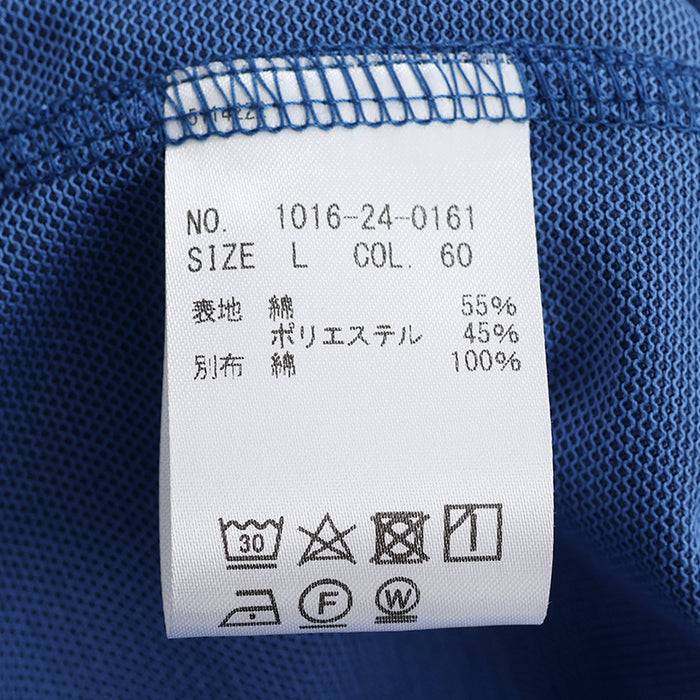 NO. 1016-24-0161
SIZE L COL. 60
表地 綿 55%
ポリエステル 45%
別布 綿 100%
30
F W